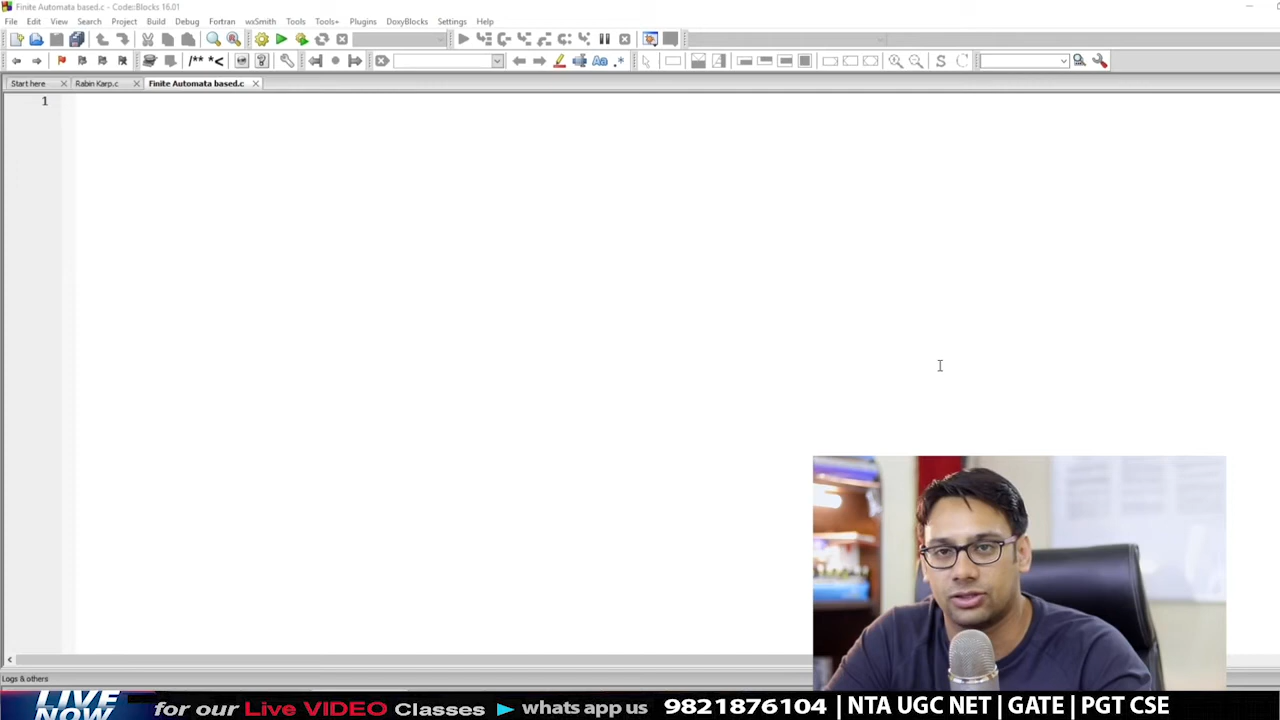 Finite Automata based.c - Code::Blocks 16.01
File Edit View Search Project Build Debug Fortran wxSmith Tools Tools+ Plugins DoxyBlocks Settings Help
/** *<
Start here
Rabin Karp.c
Finite Automata based.c
1
Logs & others
LIVE NOW
for our Live VIDEO Classes
whats app us
9821876104 | NTA UGC NET | GATE | PGT CSE